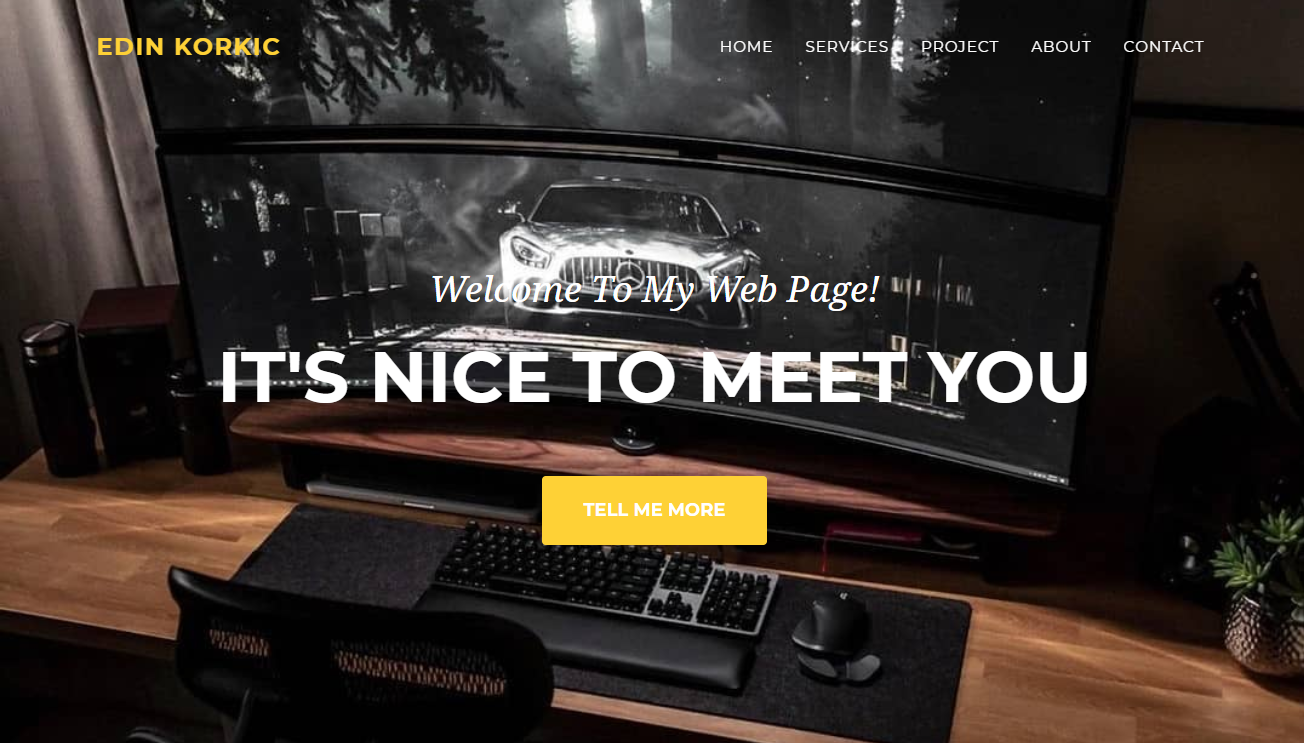 EDIN KORKIC
HOME SERVICES PROJECT ABOUT CONTACT
Welcome To My Web Page!
IT'S NICE TO MEET YOU
TELL ME MORE